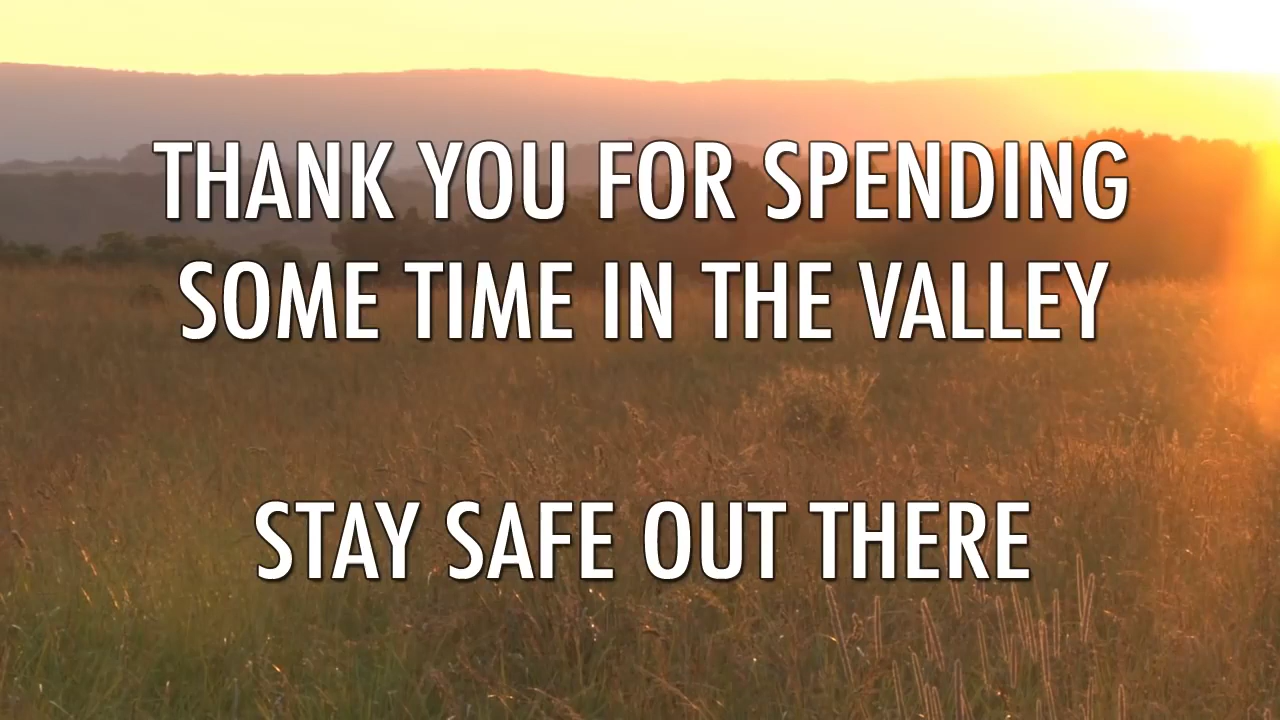 THANK YOU FOR SPENDING
SOME TIME IN THE VALLEY
STAY SAFE OUT THERE